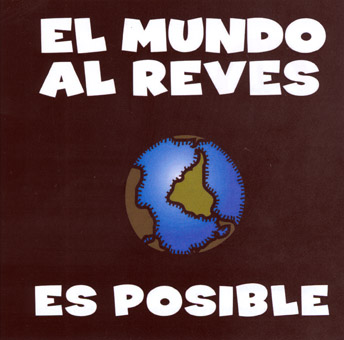 EL MUNDO
AL REVES
ES POSIBLE